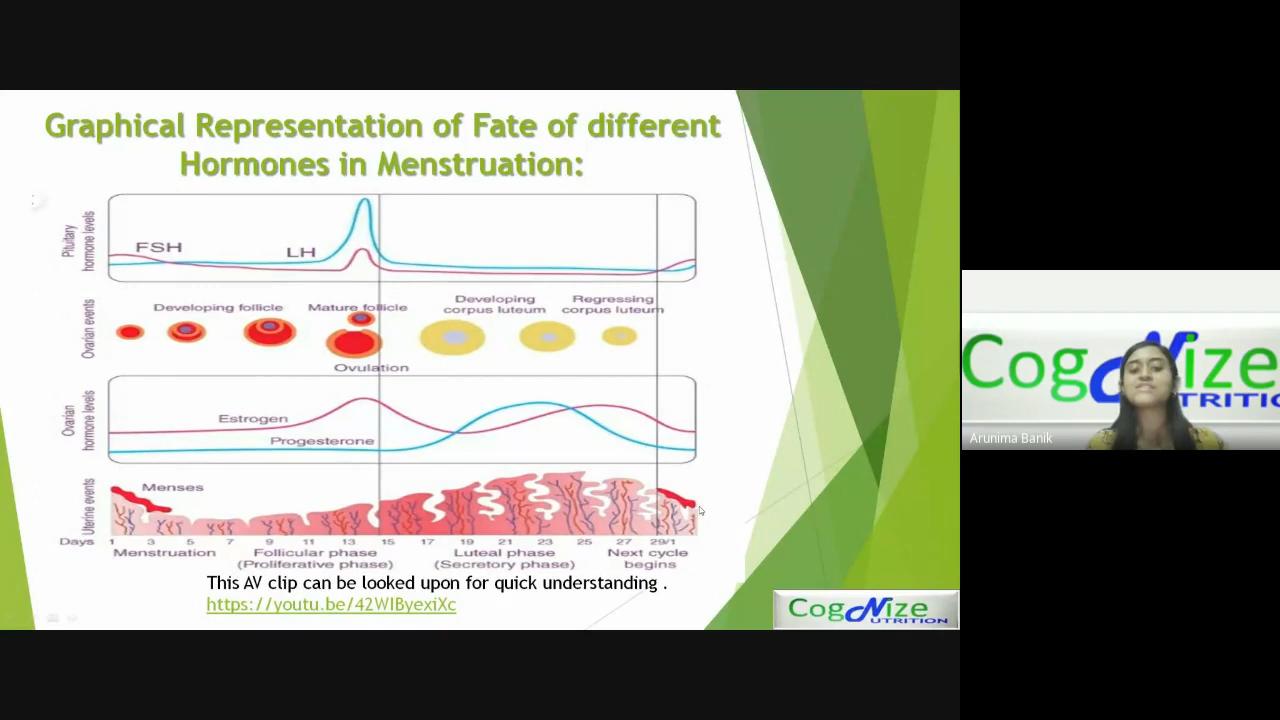 Graphical Representation of Fate of different
Hormones in Menstruation:
Pituitary
hormone levels
FSH
LH
Ovarian events
Developing follicle
Mature follicle
Developing
corpus luteum
Regressing
corpus luteum
Ovulation
Ovarian
hormone levels
Estrogen
Progesterone
Uterine events
Menses
Days 1 3 5 7 9 11 13 15 17 19 21 23 25 27 29/1
Menstruation
Follicular phase
(Proliferative phase)
Luteal phase
(Secretory phase)
Next cycle
begins
This AV clip can be looked upon for quick understanding .
https://youtu.be/42WIByexiXc
CogNize
UTRITION
CogNize
UTRITIO
Arunima Banik